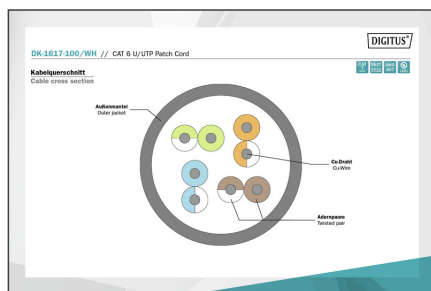 DIGITUS®
DK-1617-100/WH // CAT 6 U/UTP Patch Cord
Kabelquerschnitt
Cable cross section
Außenmantel
Outer jacket
Cu-Draht
Cu-Wire
Adernpaare
Twisted pair